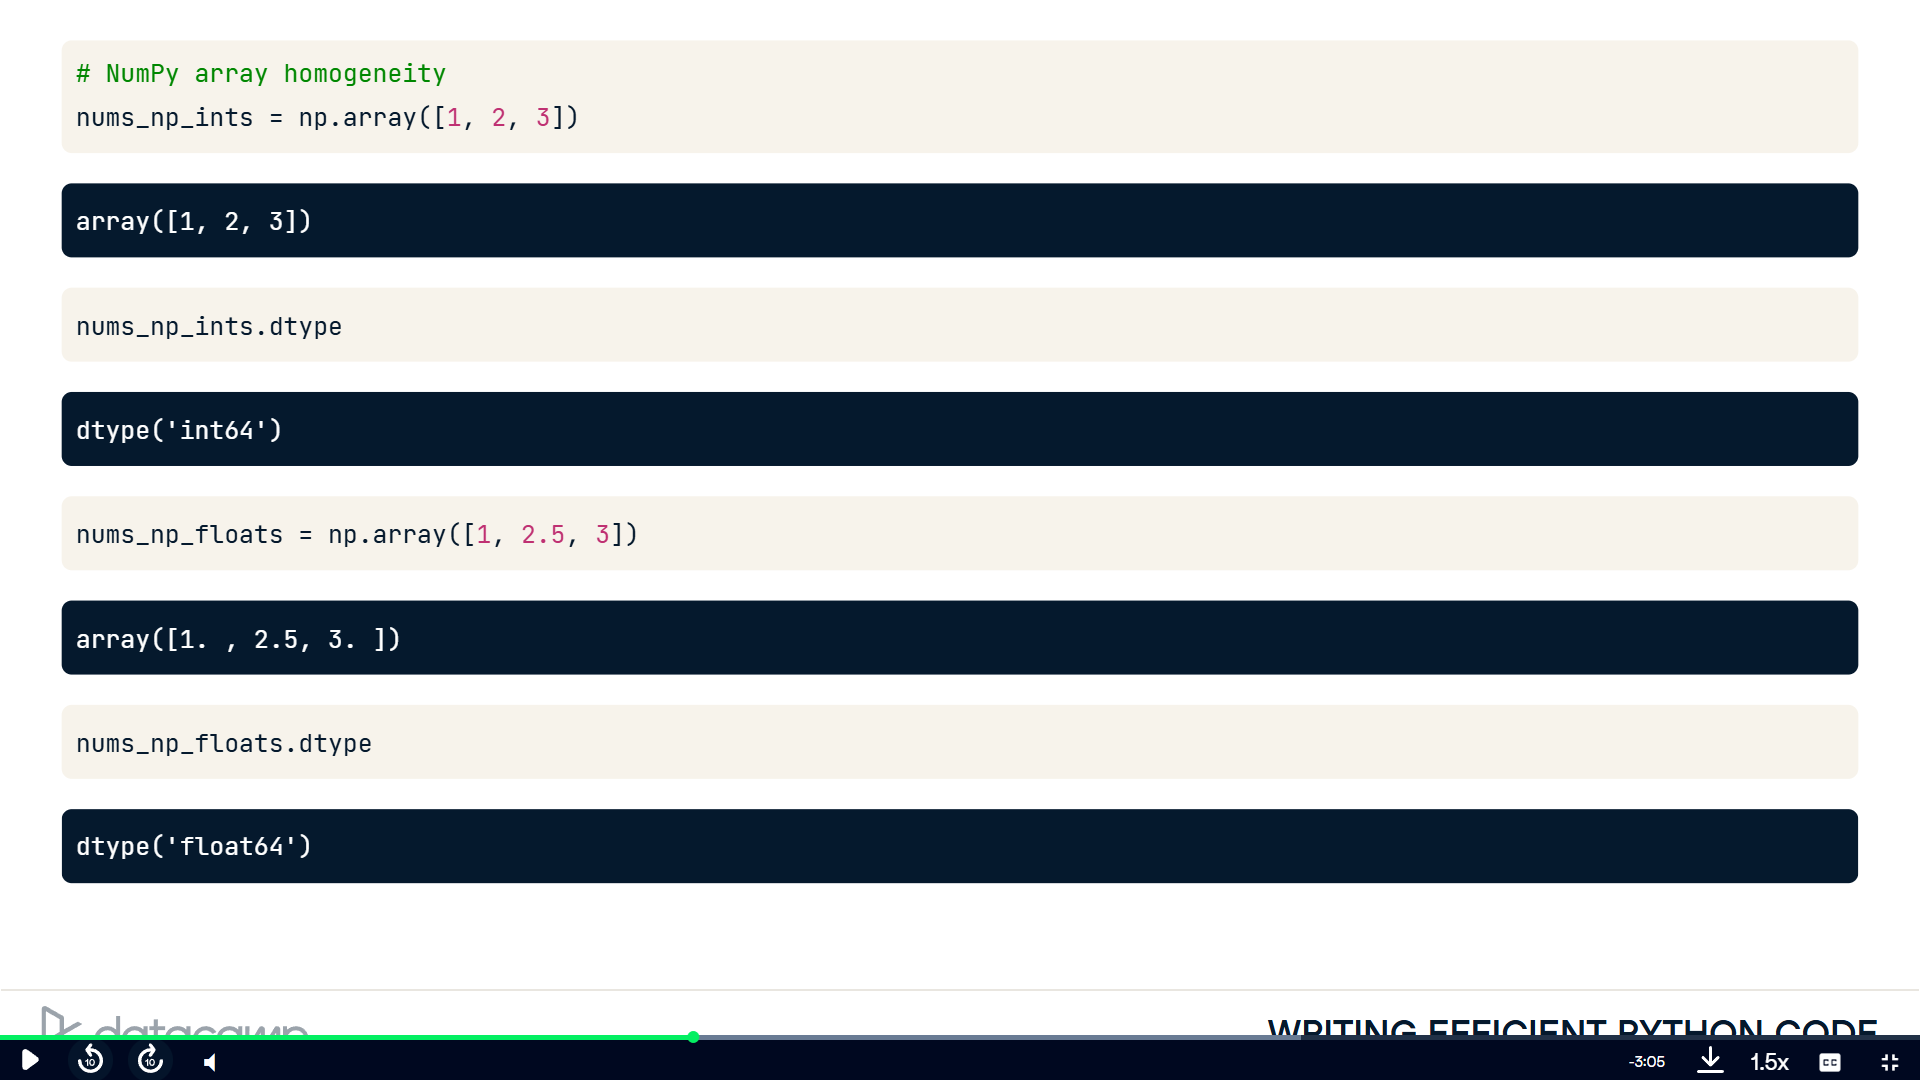 # NumPy array homogeneity
nums_np_ints = np.array([1, 2, 3])
array([1, 2, 3])
nums_np_ints.dtype
dtype('int64')
nums_np_floats = np.array([1, 2.5, 3])
array([1. , 2.5, 3. ])
nums_np_floats.dtype
dtype('float64')
datacamp
WRITING EFFICIENT PYTHON CODE
10
10
-3:05
1.5x
CC